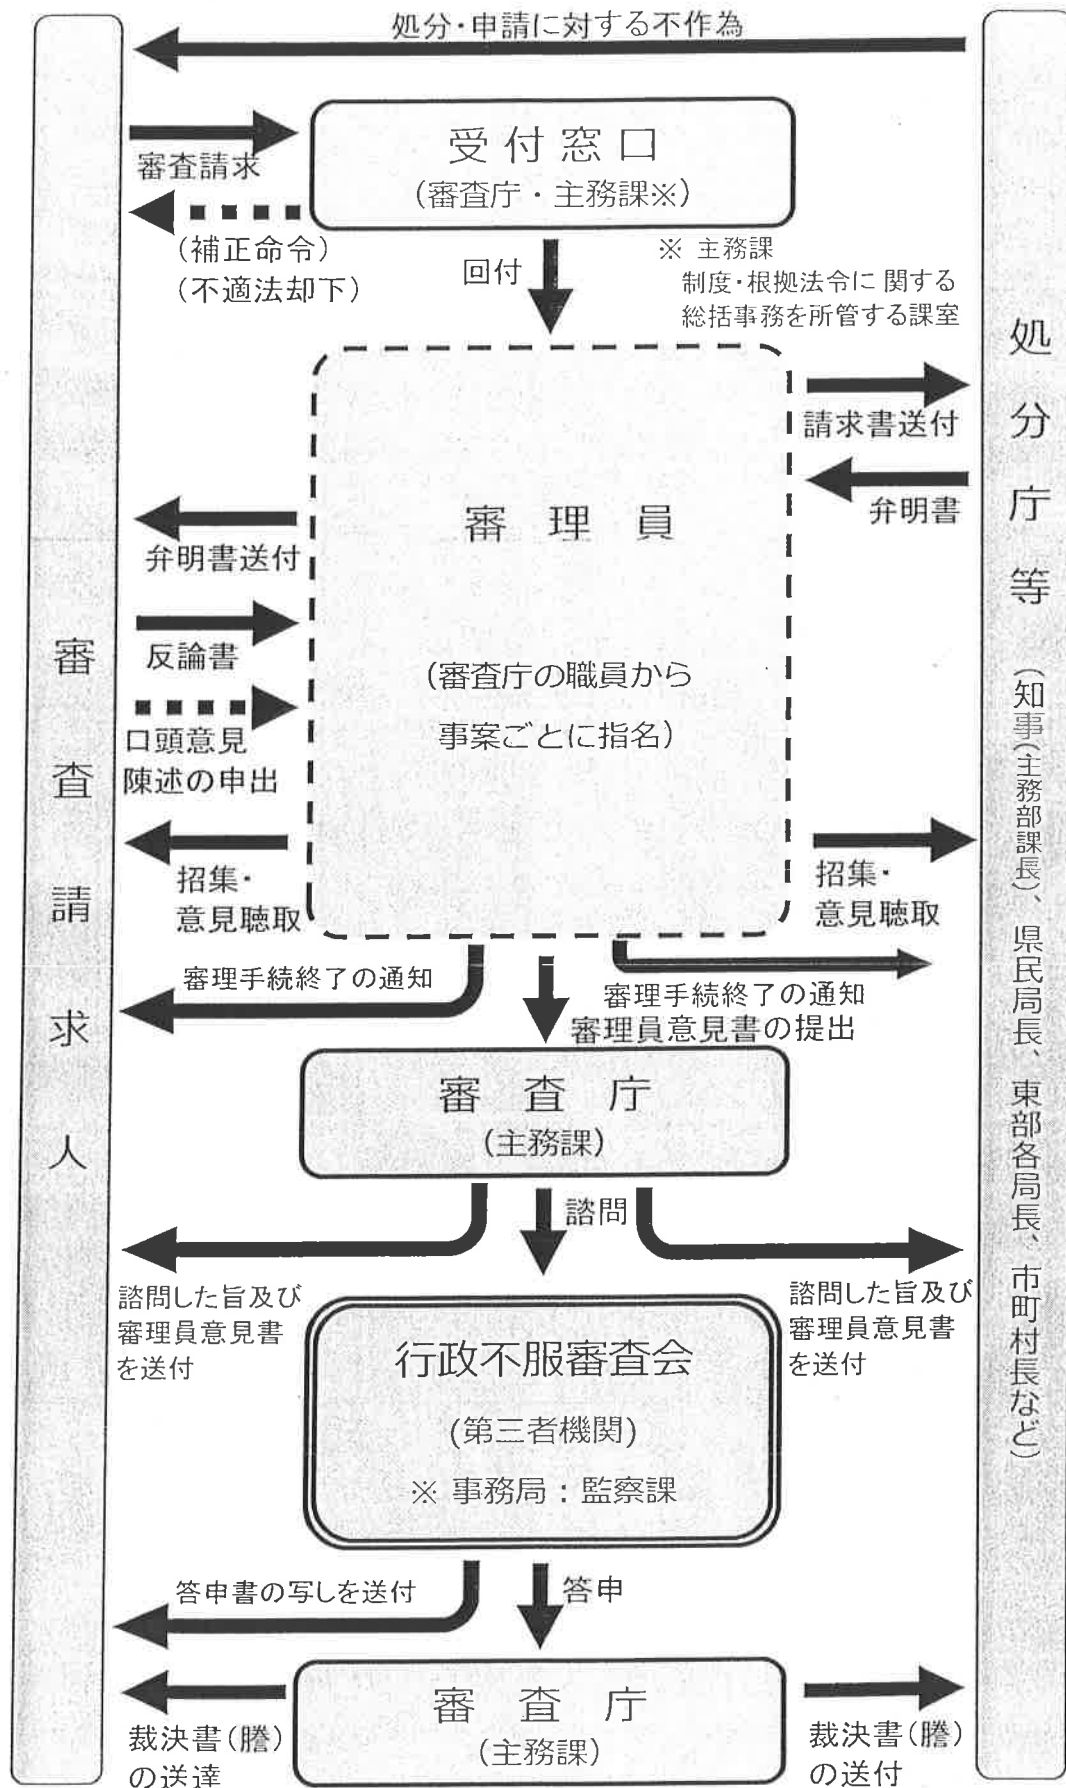 処分・申請に対する不作為
審査請求
受付窓口
(審査庁・主務課※)
(補正命令)
(不適法却下)
回付
※ 主務課
制度・根拠法令に関する
総括事務を所管する課室
請求書送付
弁明書
審理員
(審査庁の職員から
事案ごとに指名)
弁明書送付
反論書
口頭意見
陳述の申出
招集・
意見聴取
招集・
意見聴取
審理手続終了の通知
審理手続終了の通知
審理員意見書の提出
審査庁
(主務課)
諮問
諮問した旨及び
審理員意見書
を送付
諮問した旨及び
審理員意見書
を送付
行政不服審査会
(第三者機関)
※ 事務局:監察課
答申書の写しを送付
答申
審査庁
(主務課)
裁決書(謄)
の送達
裁決書(謄)
の送付
審査請求人
処分庁等 (知事(主務部課長)、県民局長、東部各局長、市町村長など)